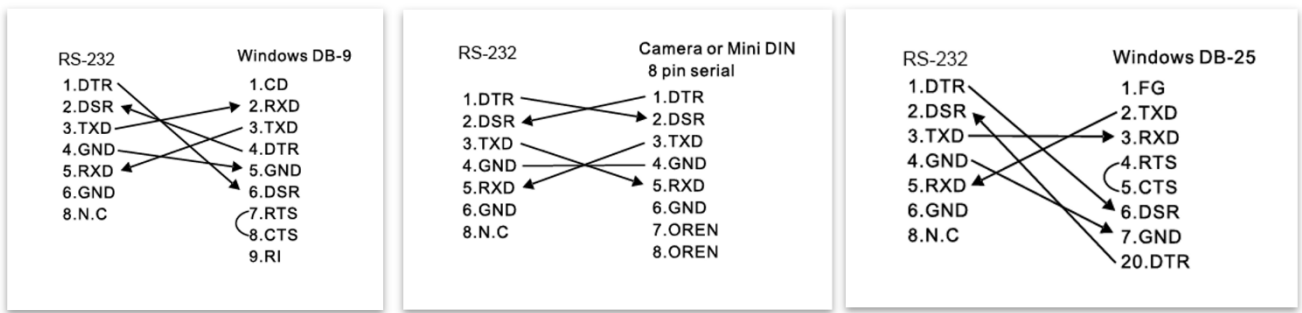 RS-232
Windows DB-9
1.DTR
2.DSR
3.TXD
4.GND
5.RXD
6.GND
8.N.C
1.CD
2.RXD
3.TXD
4.DTR
5.GND
6.DSR
7.RTS
8.CTS
9.RI
RS-232
Camera or Mini DIN
8 pin serial
1.DTR
2.DSR
3.TXD
4.GND
5.RXD
6.GND
8.N.C
1.DTR
2.DSR
3.TXD
4.GND
5.RXD
6.GND
7.OREN
8.OREN
RS-232
Windows DB-25
1.DTR
2.DSR
3.TXD
4.GND
5.RXD
6.GND
8.N.C
1.FG
2.TXD
3.RXD
4.RTS
5.CTS
6.DSR
7.GND
20.DTR